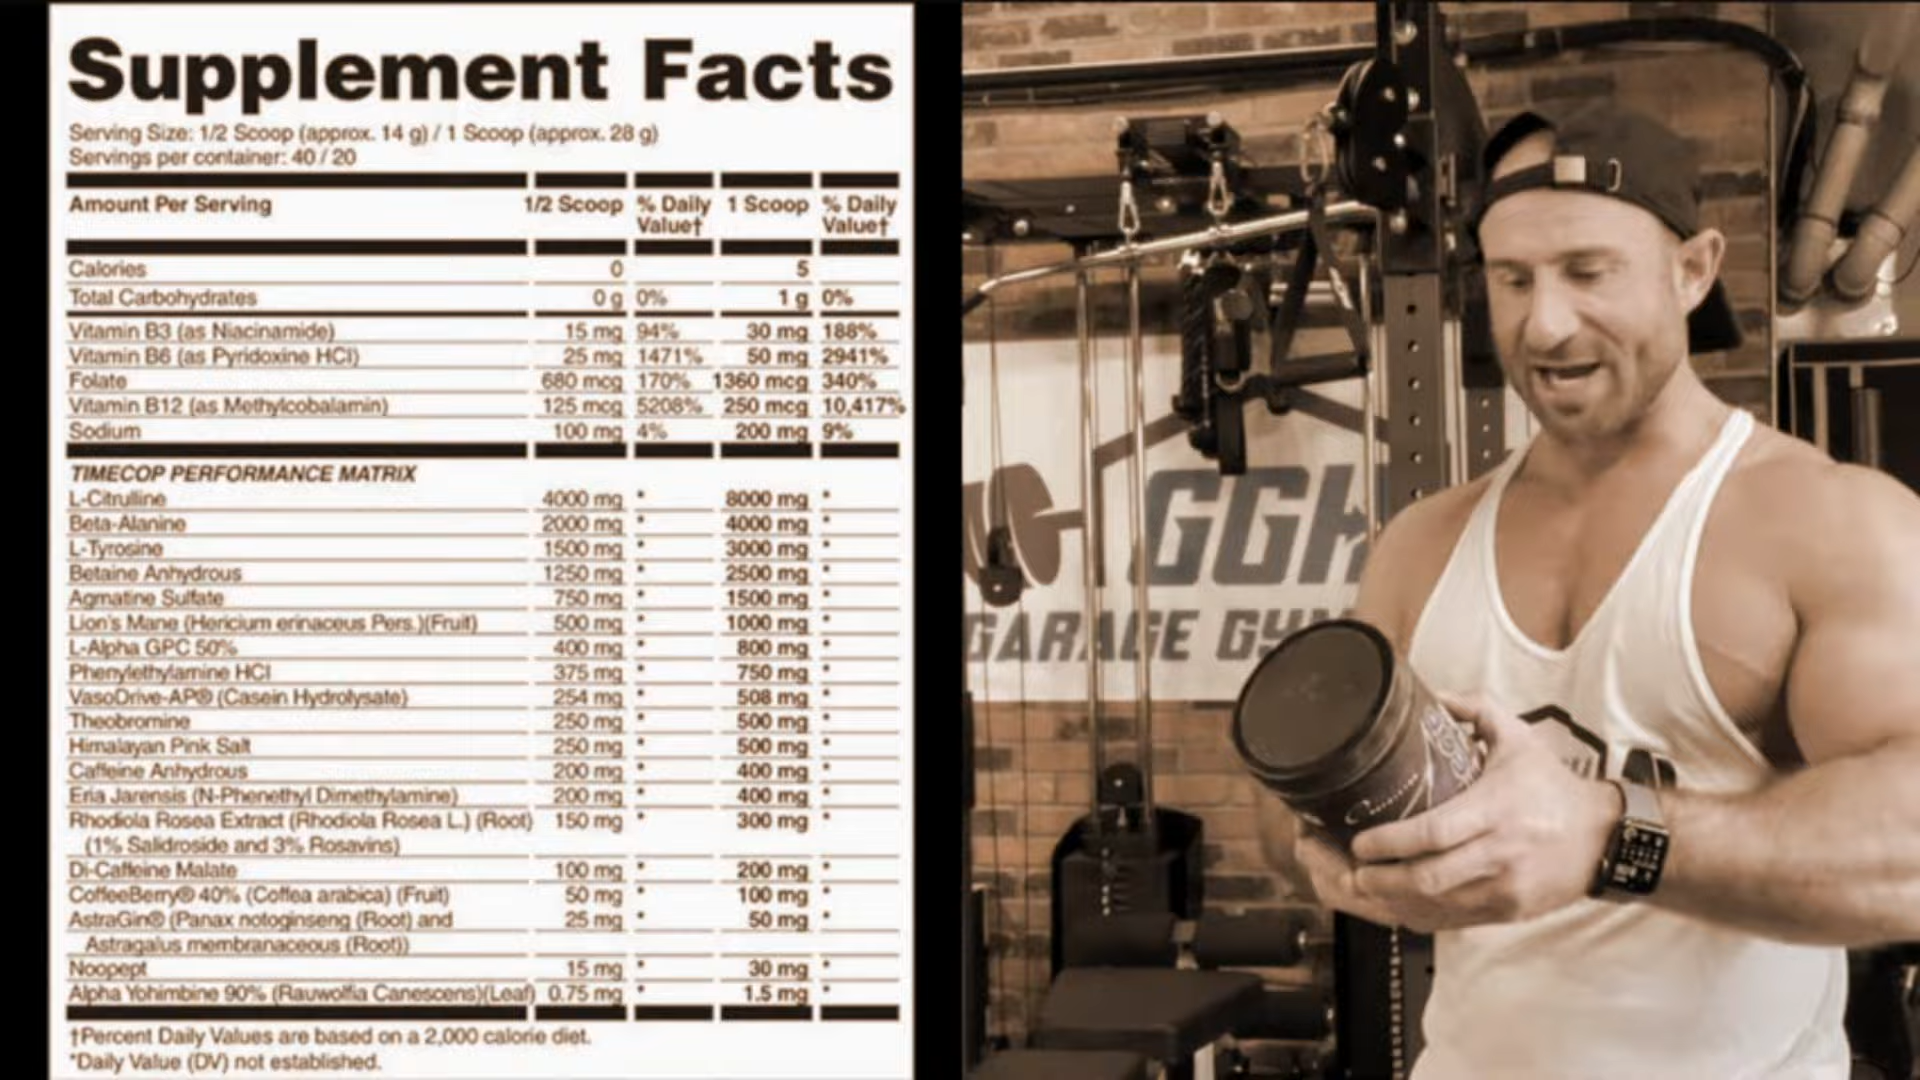 Supplement Facts
Serving Size: 1/2 Scoop (approx. 14 g) / 1 Scoop (approx. 28 g)
Servings per container: 40 / 20
Amount Per Serving 1/2 Scoop % Daily Value† 1 Scoop % Daily Value†
Calories 0 5
Total Carbohydrates 0 g 0% 1 g 0%
Vitamin B3 (as Niacinamide) 15 mg 94% 30 mg 188%
Vitamin B6 (as Pyridoxine HCl) 25 mg 1471% 50 mg 2941%
Folate 680 mcg 170% 1360 mcg 340%
Vitamin B12 (as Methylcobalamin) 125 mcg 5208% 250 mcg 10,417%
Sodium 100 mg 4% 200 mg 9%
TIMECOP PERFORMANCE MATRIX
L-Citrulline 4000 mg * 8000 mg *
Beta-Alanine 2000 mg * 4000 mg *
L-Tyrosine 1500 mg * 3000 mg *
Betaine Anhydrous 1250 mg * 2500 mg *
Agmatine Sulfate 750 mg * 1500 mg *
Lion's Mane (Hericium erinaceus Pers.)(Fruit) 500 mg * 1000 mg *
L-Alpha GPC 50% 400 mg * 800 mg *
Phenylethylamine HCl 375 mg * 750 mg *
VasoDrive-AP® (Casein Hydrolysate) 254 mg * 508 mg *
Theobromine 250 mg * 500 mg *
Himalayan Pink Salt 250 mg * 500 mg *
Caffeine Anhydrous 200 mg * 400 mg *
Eria Jarensis (N-Phenethyl Dimethylamine) 200 mg * 400 mg *
Rhodiola Rosea Extract (Rhodiola Rosea L.) (Root) 150 mg * 300 mg *
(1% Salidroside and 3% Rosavins)
Di-Caffeine Malate 100 mg * 200 mg *
CoffeeBerry® 40% (Coffea arabica) (Fruit) 50 mg * 100 mg *
AstraGin® (Panax notoginseng (Root) and 25 mg * 50 mg *
Astragalus membranaceous (Root))
Noopept 15 mg * 30 mg *
Alpha Yohimbine 90% (Rauwolfia Canescens)(Leaf) 0.75 mg * 1.5 mg *
†Percent Daily Values are based on a 2,000 calorie diet.
*Daily Value (DV) not established.
GGK
GARAGE GY